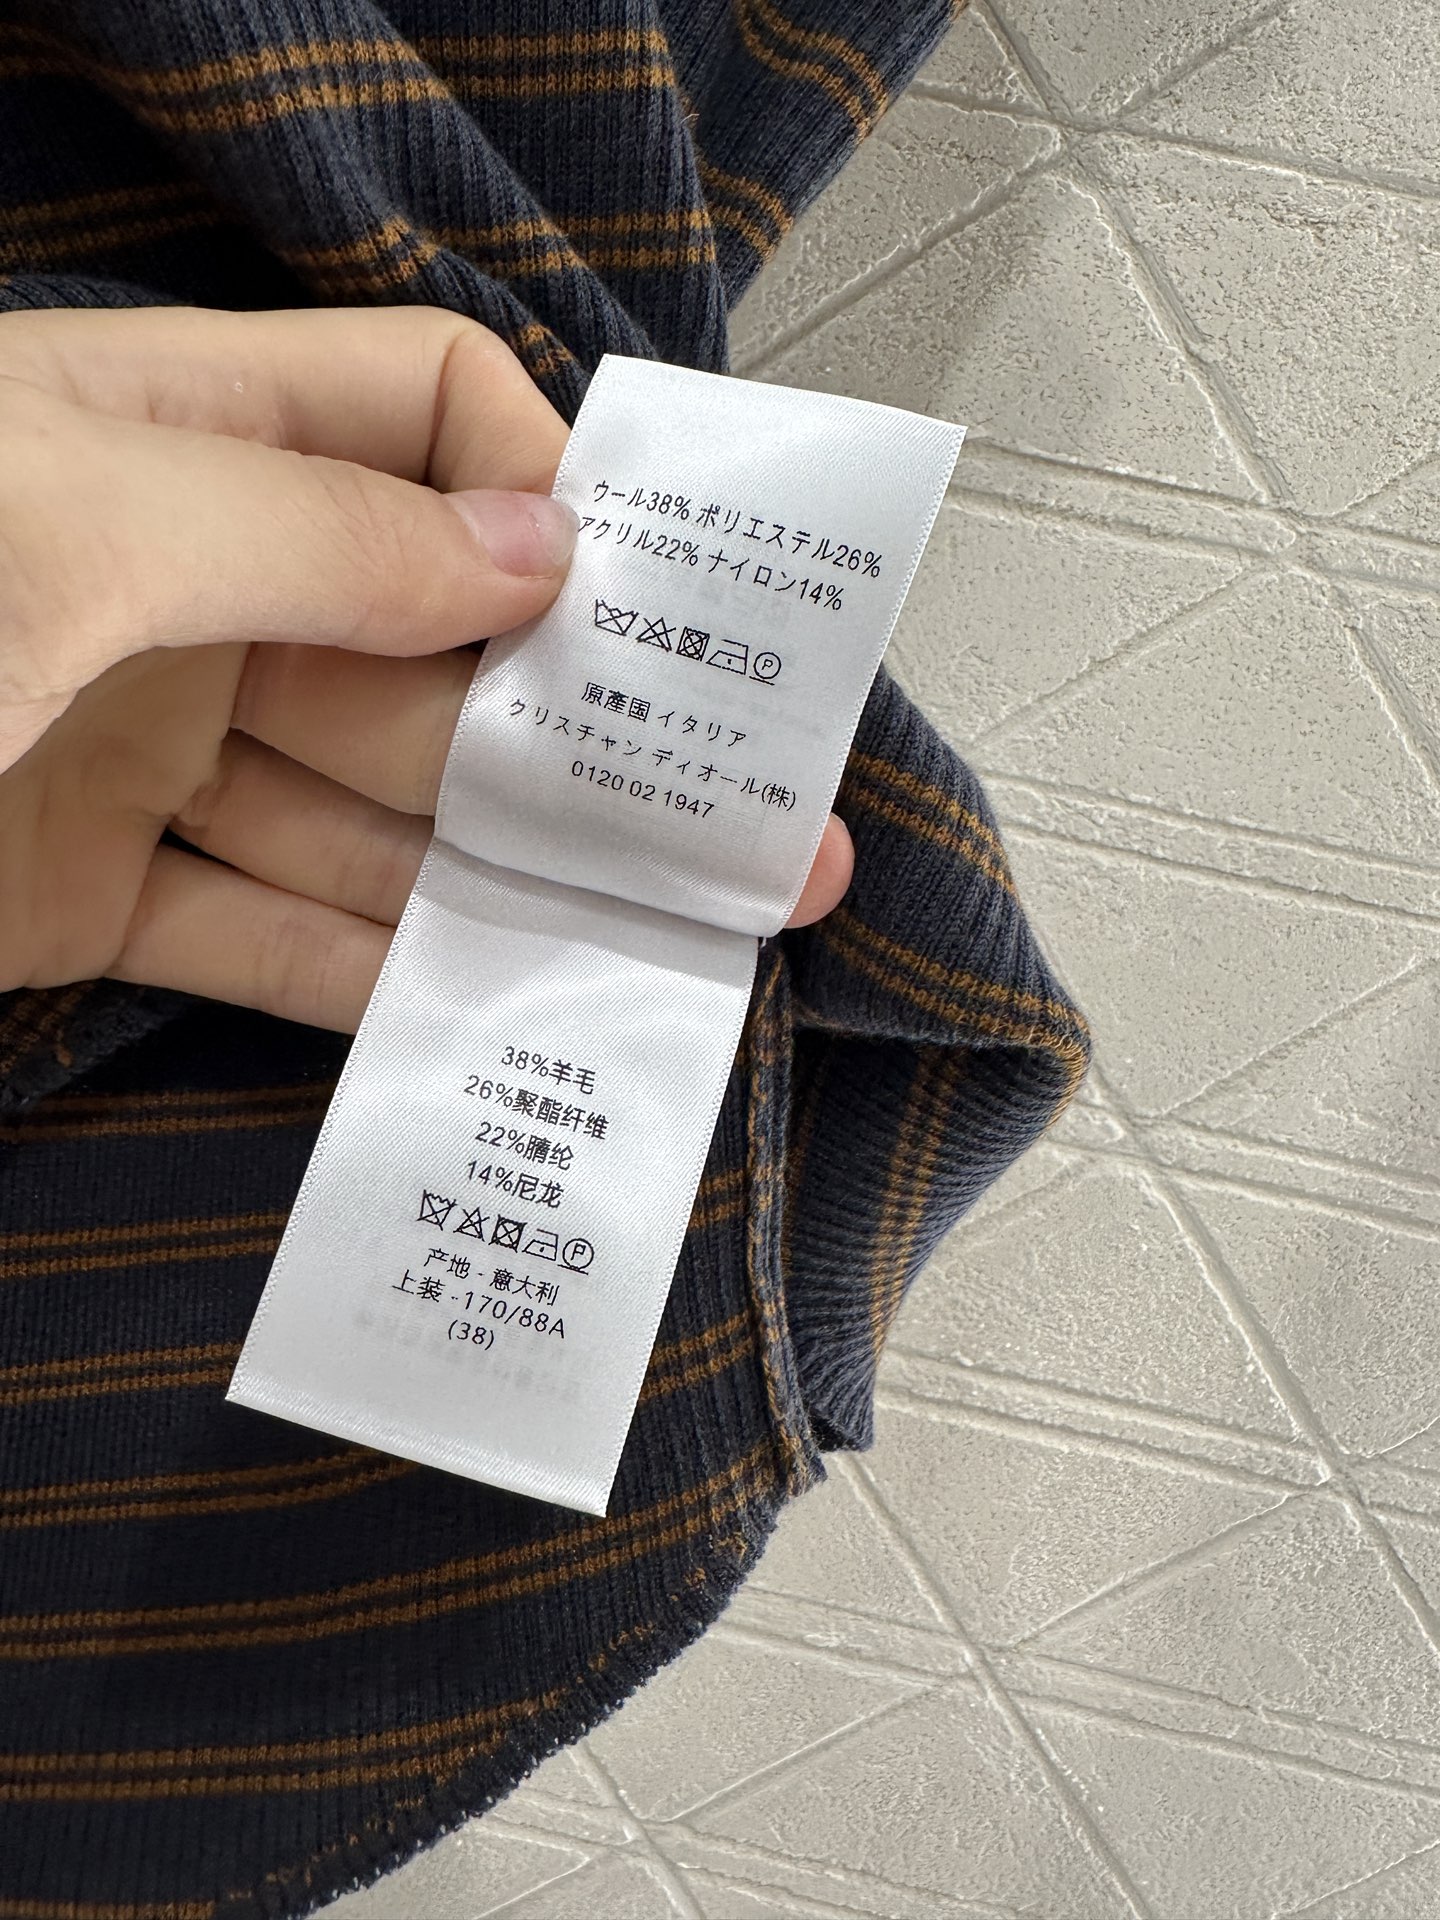 ウール38% ポリエステル26%
アクリル22% ナイロン14%
P
原產国 イタリア
クリスチャン ディオール(株)
0120 02 1947
38%羊毛
26%聚酯纤维
22%腈纶
14%尼龙
P
产地 - 意大利
上装 - 170/88A
(38)